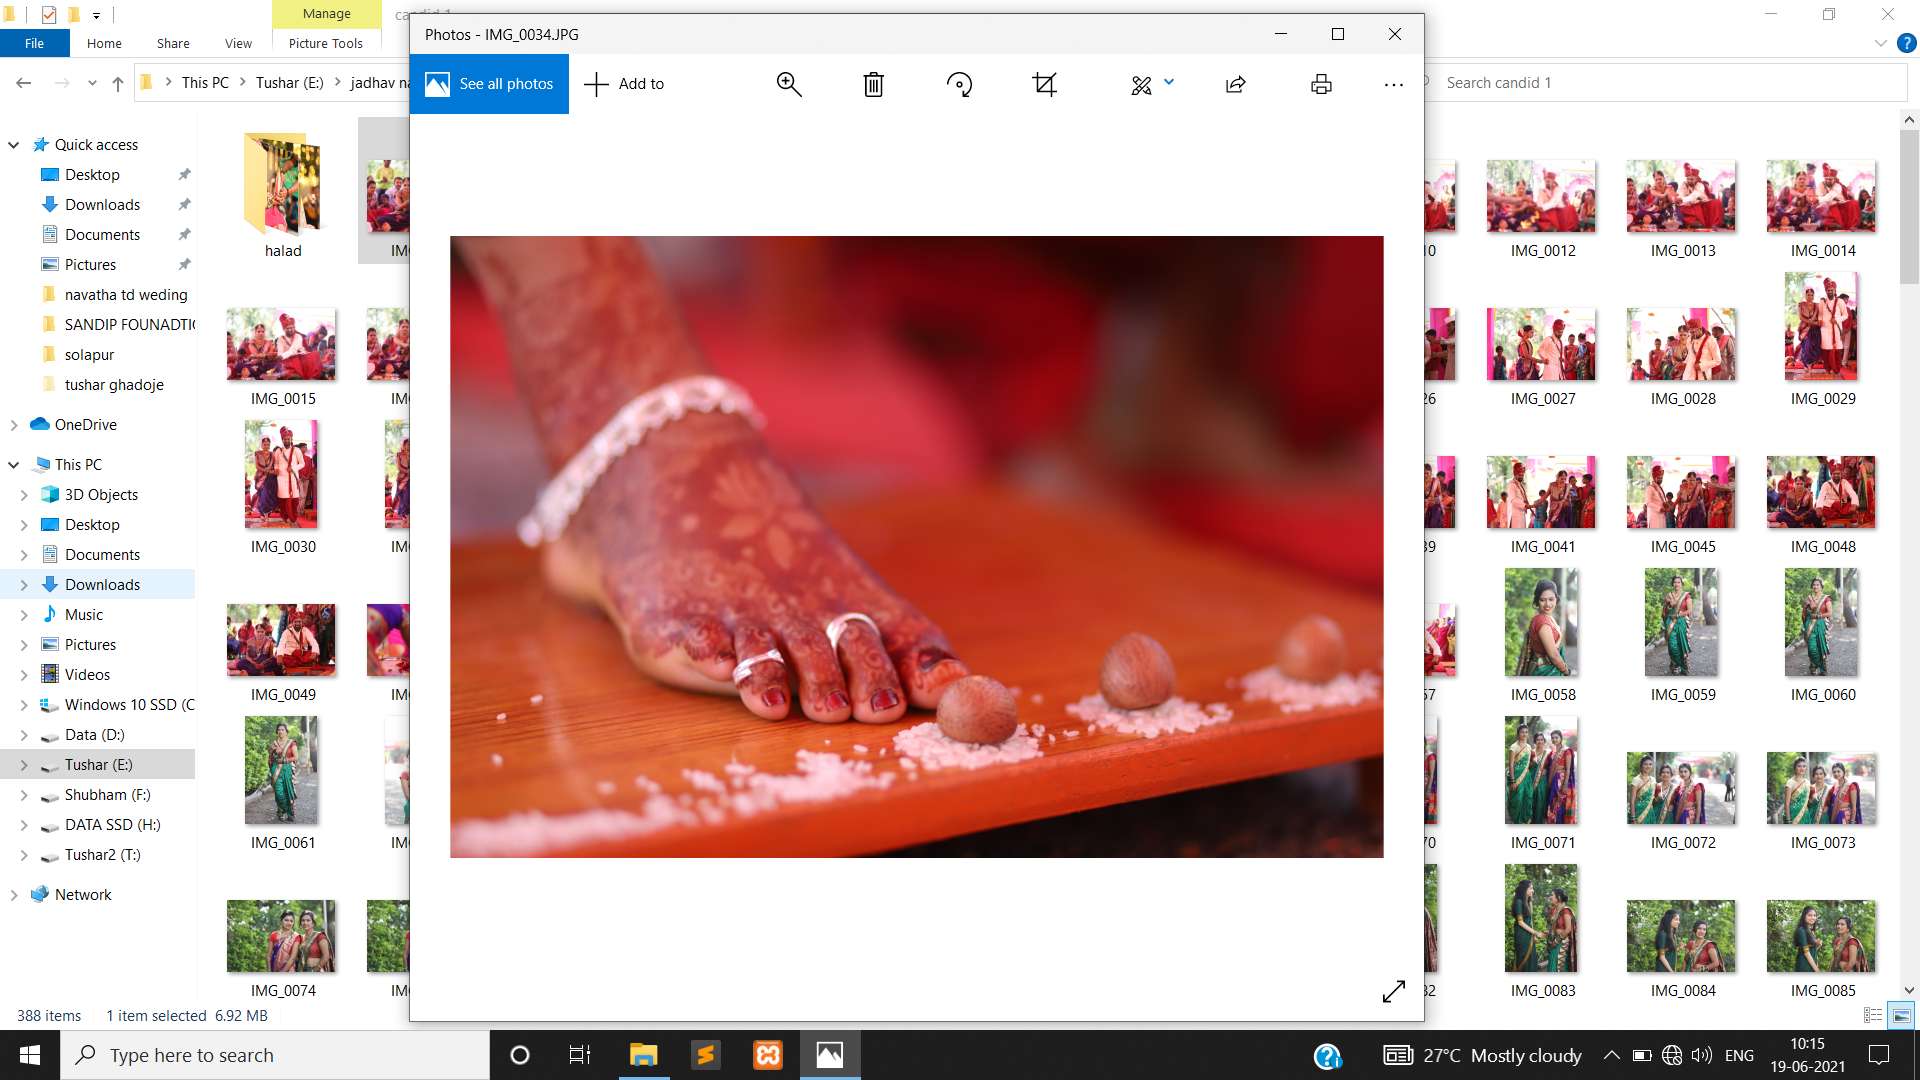 Manage
candid 1
File
Home
Share
View
Picture Tools
This PC
Tushar (E:)
jadhav na
Search candid 1
Photos - IMG_0034.JPG
See all photos
Add to
Quick access
Desktop
Downloads
Documents
Pictures
navatha td weding
SANDIP FOUNADTIO
solapur
tushar ghadoje
OneDrive
This PC
3D Objects
Desktop
Documents
Downloads
Music
Pictures
Videos
Windows 10 SSD (C
Data (D:)
Tushar (E:)
Shubham (F:)
DATA SSD (H:)
Tushar2 (T:)
Network
halad
IM
10
IMG_0012
IMG_0013
IMG_0014
IMG_0015
IM
26
IMG_0027
IMG_0028
IMG_0029
IMG_0030
IM
39
IMG_0041
IMG_0045
IMG_0048
IMG_0049
IM
57
IMG_0058
IMG_0059
IMG_0060
IMG_0061
IM
70
IMG_0071
IMG_0072
IMG_0073
IMG_0074
IM
82
IMG_0083
IMG_0084
IMG_0085
388 items
1 item selected 6.92 MB
Type here to search
27°C Mostly cloudy
ENG
10:15
19-06-2021